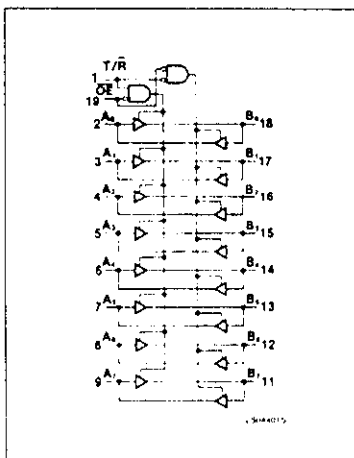 T/R̅
1
O̅E̅
19
2 A₀ B₀ 18
3 A₁ B₁ 17
4 A₂ B₂ 16
5 A₃ B₃ 15
6 A₄ B₄ 14
7 A₅ B₅ 13
8 A₆ B₆ 12
9 A₇ B₇ 11